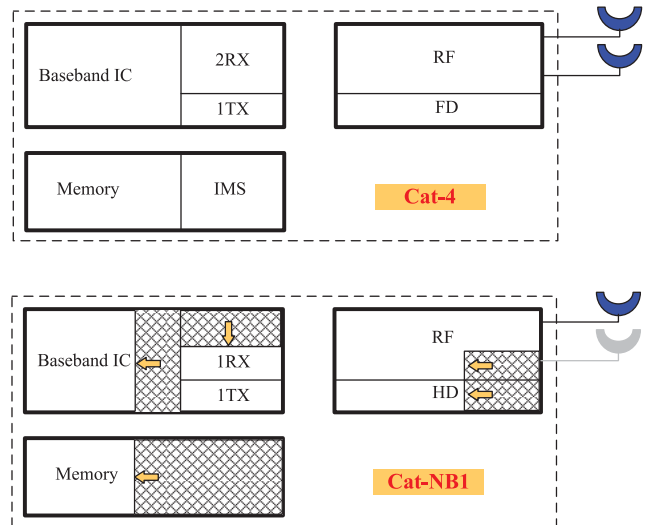 Baseband IC
2RX
1TX
RF
FD
Memory
IMS
Cat-4
Baseband IC
1RX
1TX
RF
HD
Memory
Cat-NB1